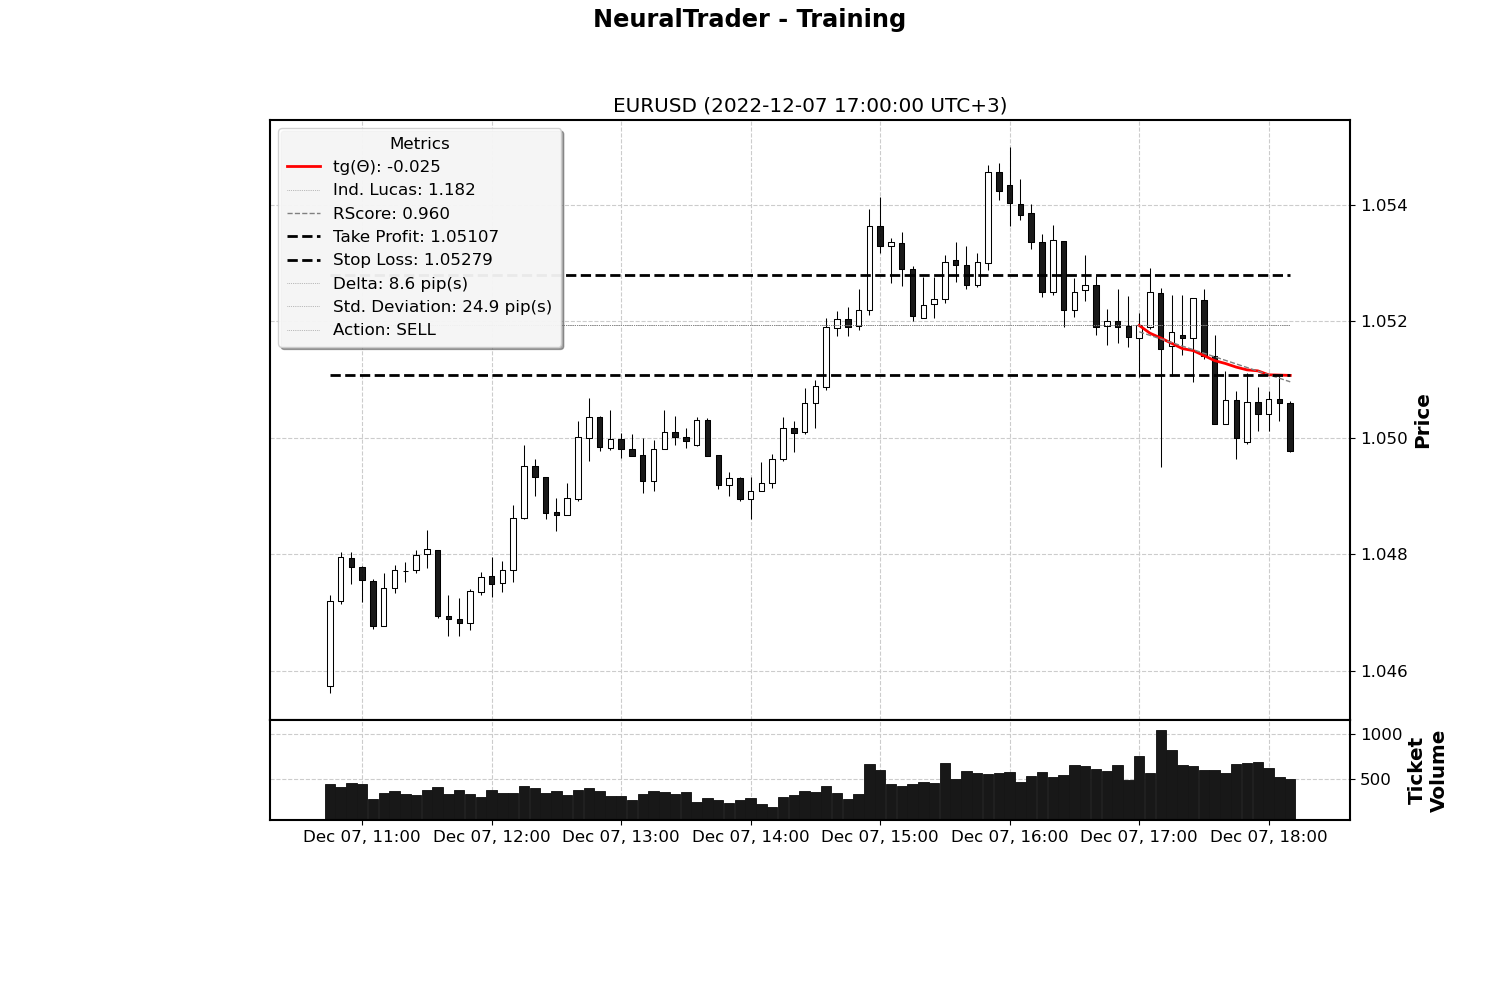 NeuralTrader - Training
EURUSD (2022-12-07 17:00:00 UTC+3)
Metrics
tg(Θ): -0.025
Ind. Lucas: 1.182
RScore: 0.960
Take Profit: 1.05107
Stop Loss: 1.05279
Delta: 8.6 pip(s)
Std. Deviation: 24.9 pip(s)
Action: SELL
1.054
1.052
1.050
1.048
1.046
Price
1000
500
Ticket
Volume
Dec 07, 11:00 Dec 07, 12:00 Dec 07, 13:00 Dec 07, 14:00 Dec 07, 15:00 Dec 07, 16:00 Dec 07, 17:00 Dec 07, 18:00